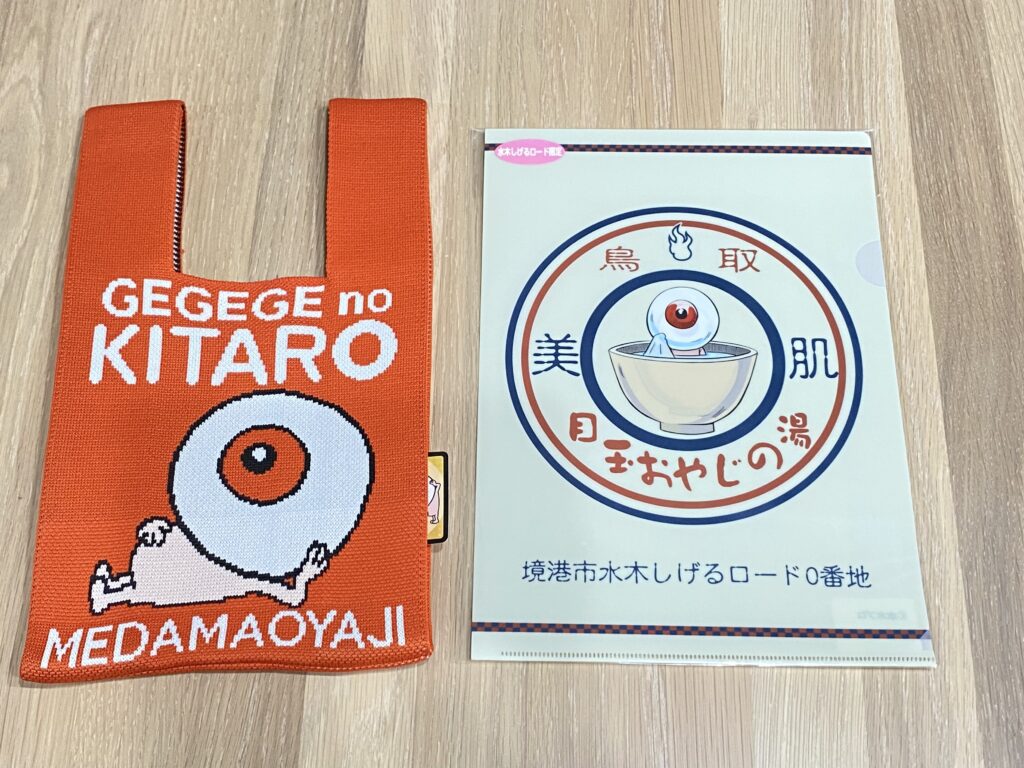 GEGEGE no
KITARO
MEDAMAOYAJI
水木しげるロード限定
鳥取
美肌
目玉おやじの湯
境港市水木しげるロード0番地